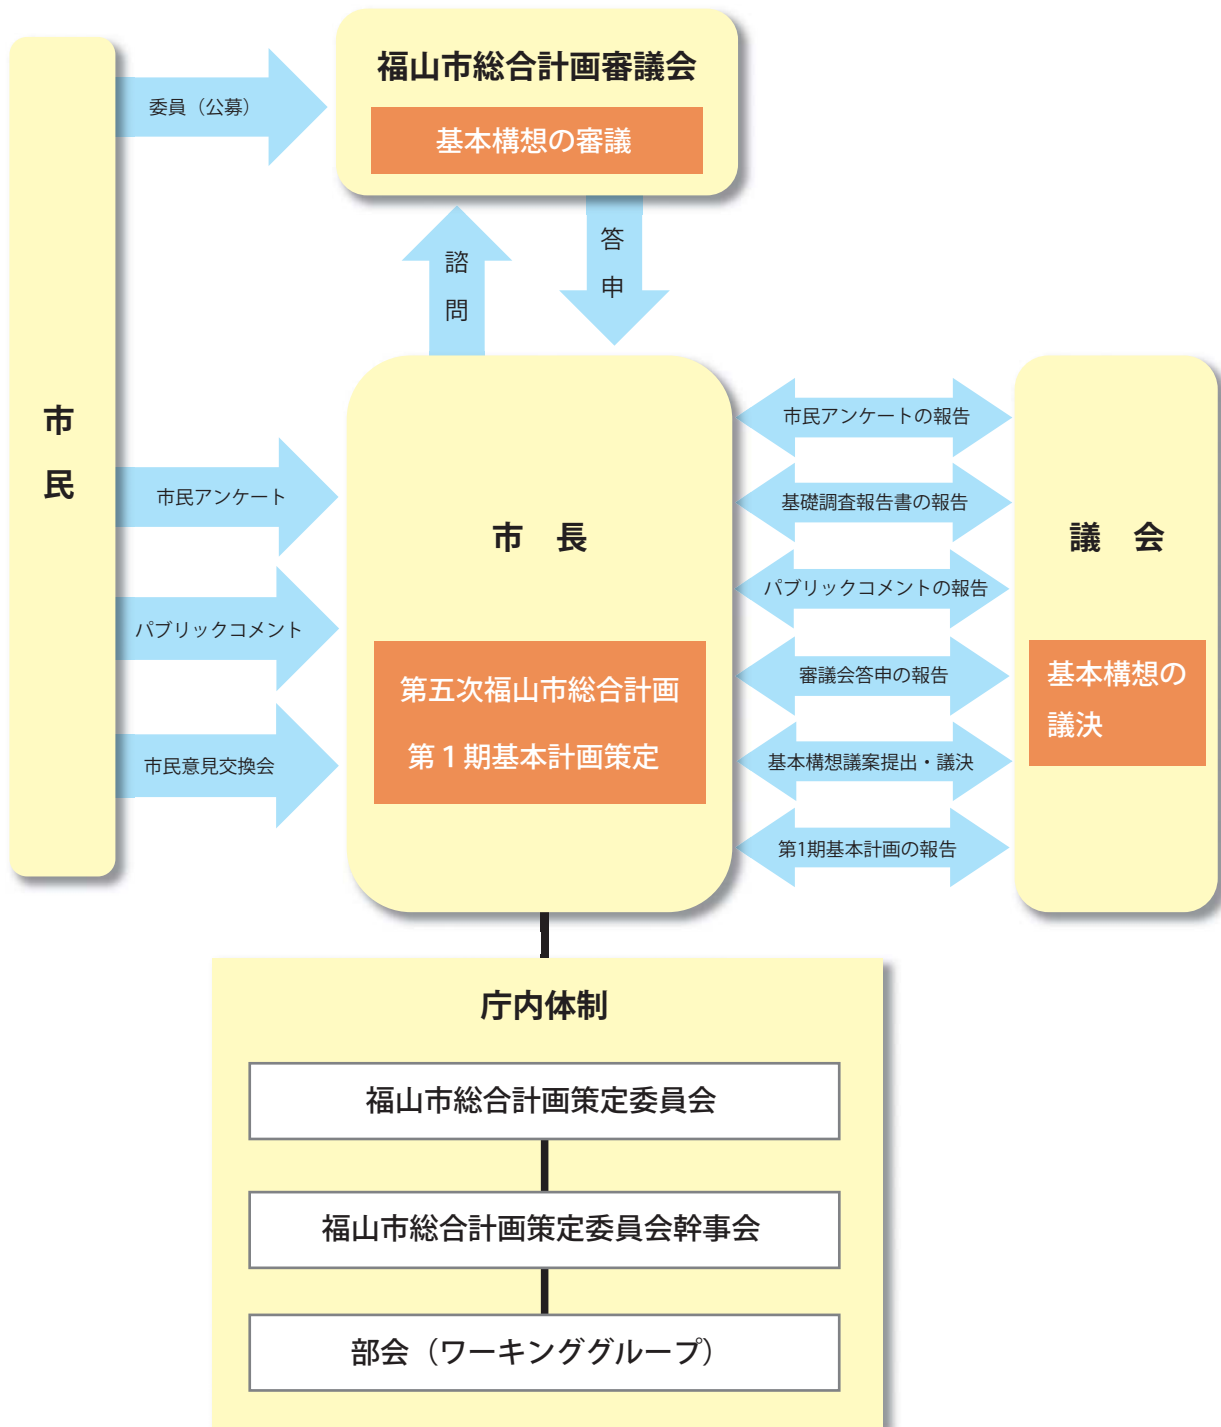 福山市総合計画審議会
基本構想の審議
委員（公募）
諮問
答申
市民
市民アンケート
パブリックコメント
市民意見交換会
市　長
第五次福山市総合計画
第１期基本計画策定
市民アンケートの報告
基礎調査報告書の報告
パブリックコメントの報告
審議会答申の報告
基本構想議案提出・議決
第1期基本計画の報告
議　会
基本構想の
議決
庁内体制
福山市総合計画策定委員会
福山市総合計画策定委員会幹事会
部会（ワーキンググループ）